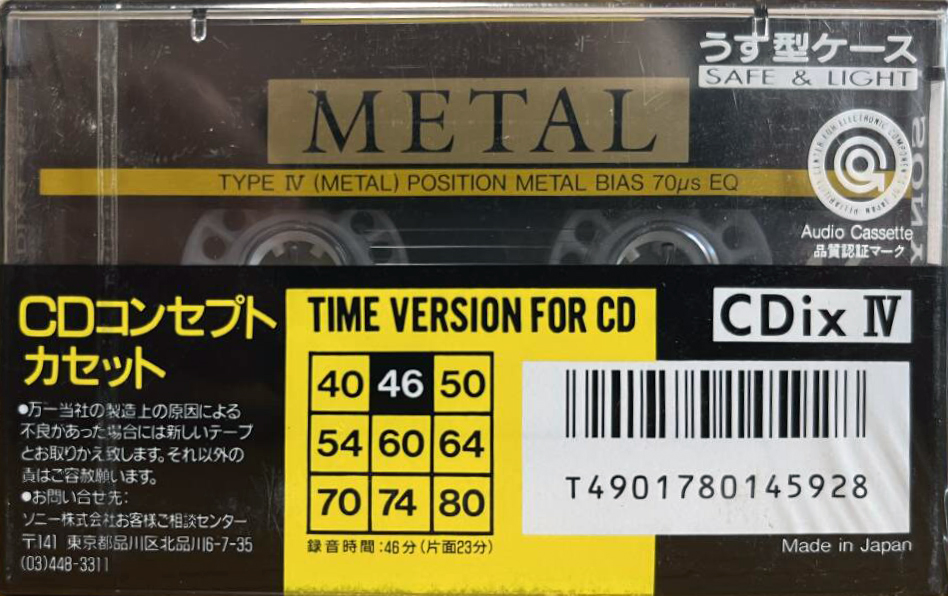 うす型ケース
SAFE & LIGHT
METAL
TYPE Ⅳ (METAL) POSITION METAL BIAS 70µs EQ
RELIABILITY CENTER FOR ELECTRONIC COMPONENTS OF JAPAN
SONY
Audio Cassette
品質認証マーク
CDコンセプト
カセット
●万一当社の製造上の原因による
不良があった場合には新しいテープ
とお取りかえ致します。それ以外の
責はご容赦願います。
●お問い合せ先:
ソニー株式会社お客様ご相談センター
〒141 東京都品川区北品川6-7-35
(03)448-3311
TIME VERSION FOR CD
40 46 50
54 60 64
70 74 80
録音時間:46分(片面23分)
CDix Ⅳ
T4901780145928
Made in Japan